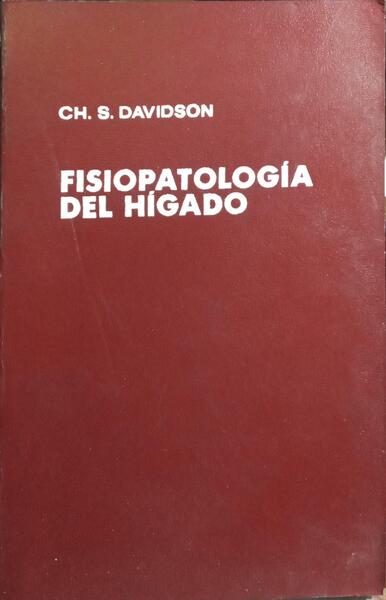 CH. S. DAVIDSON
FISIOPATOLOGÍA
DEL HÍGADO